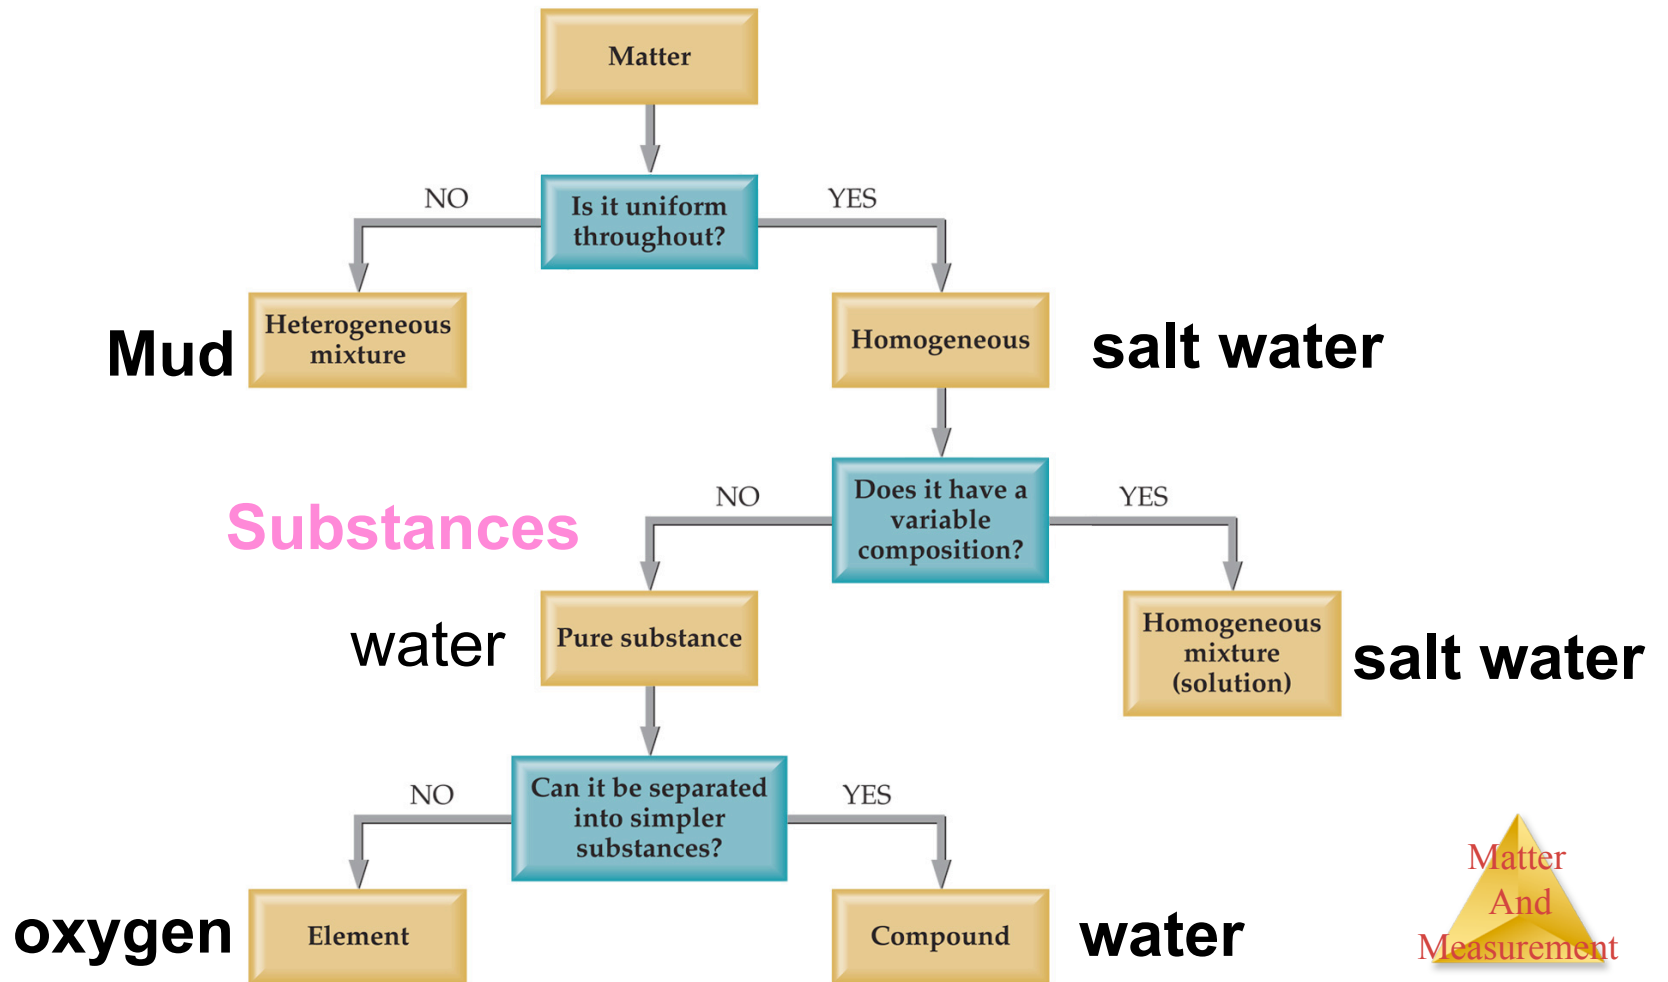 Matter
NO
Is it uniform
throughout?
YES
Mud
Heterogeneous
mixture
Homogeneous
salt water
Substances
NO
Does it have a
variable
composition?
YES
water
Pure substance
Homogeneous
mixture
(solution)
salt water
NO
Can it be separated
into simpler
substances?
YES
oxygen
Element
Compound
water
Matter
And
Measurement